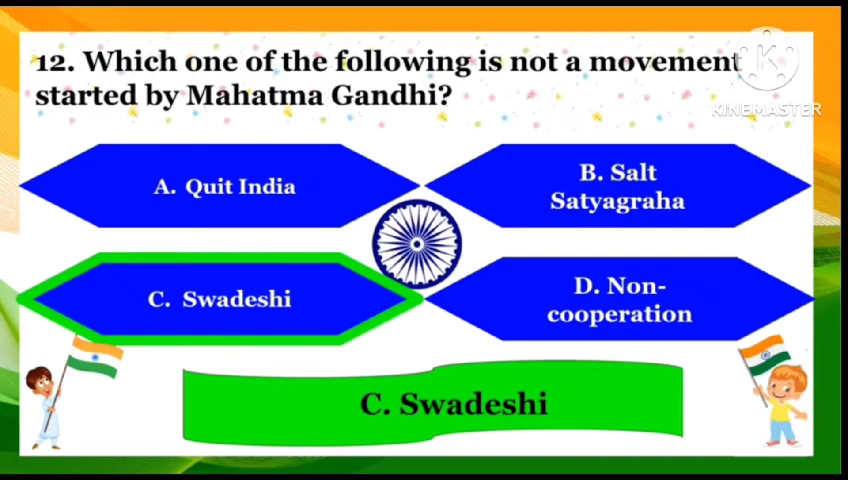 12. Which one of the following is not a movement
started by Mahatma Gandhi?
KINEMASTER
A. Quit India
B. Salt
Satyagraha
C. Swadeshi
D. Non-
cooperation
C. Swadeshi